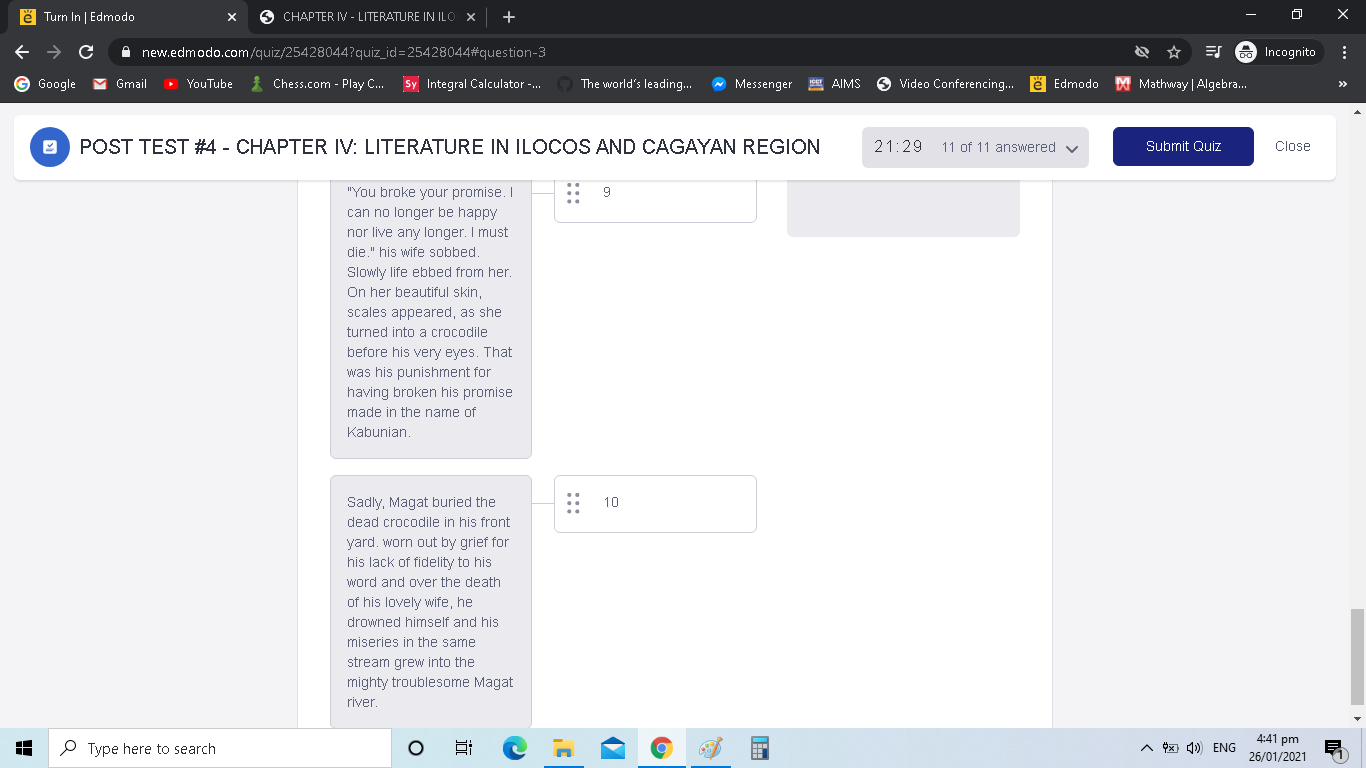 Turn In | Edmodo
CHAPTER IV - LITERATURE IN ILO
new.edmodo.com/quiz/25428044?quiz_id=25428044#question-3
Incognito
Google
Gmail
YouTube
Chess.com - Play C...
Sy
Integral Calculator -...
The world's leading...
Messenger
AIMS
Video Conferencing...
Edmodo
Mathway | Algebra...
»
POST TEST #4 - CHAPTER IV: LITERATURE IN ILOCOS AND CAGAYAN REGION
21:29
11 of 11 answered
Submit Quiz
Close
"You broke your promise. I
can no longer be happy
nor live any longer. I must
die." his wife sobbed.
Slowly life ebbed from her.
On her beautiful skin,
scales appeared, as she
turned into a crocodile
before his very eyes. That
was his punishment for
having broken his promise
made in the name of
Kabunian.
9
Sadly, Magat buried the
dead crocodile in his front
yard. worn out by grief for
his lack of fidelity to his
word and over the death
of his lovely wife, he
drowned himself and his
miseries in the same
stream grew into the
mighty troublesome Magat
river.
10
Type here to search
ENG
4:41 pm
26/01/2021
1